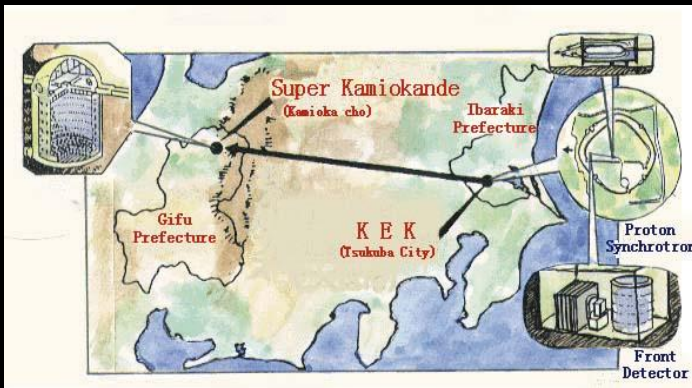 Super Kamiokande
(Kamioka cho)
Ibaraki
Prefecture
Gifu
Prefecture
K E K
(Tsukuba City)
Proton
Synchrotron
Front
Detector